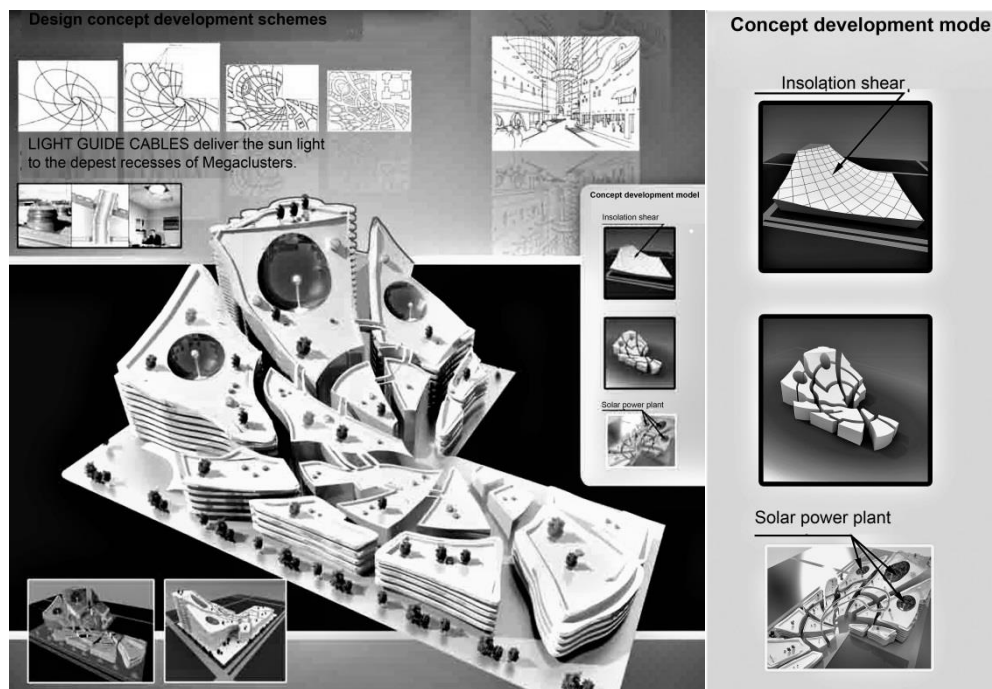 Design concept development schemes
LIGHT GUIDE CABLES deliver the sun light
to the depest recesses of Megaclusters.
Concept development model
Insolation shear
Solar power plant
Concept development mode
Insolation shear
Solar power plant